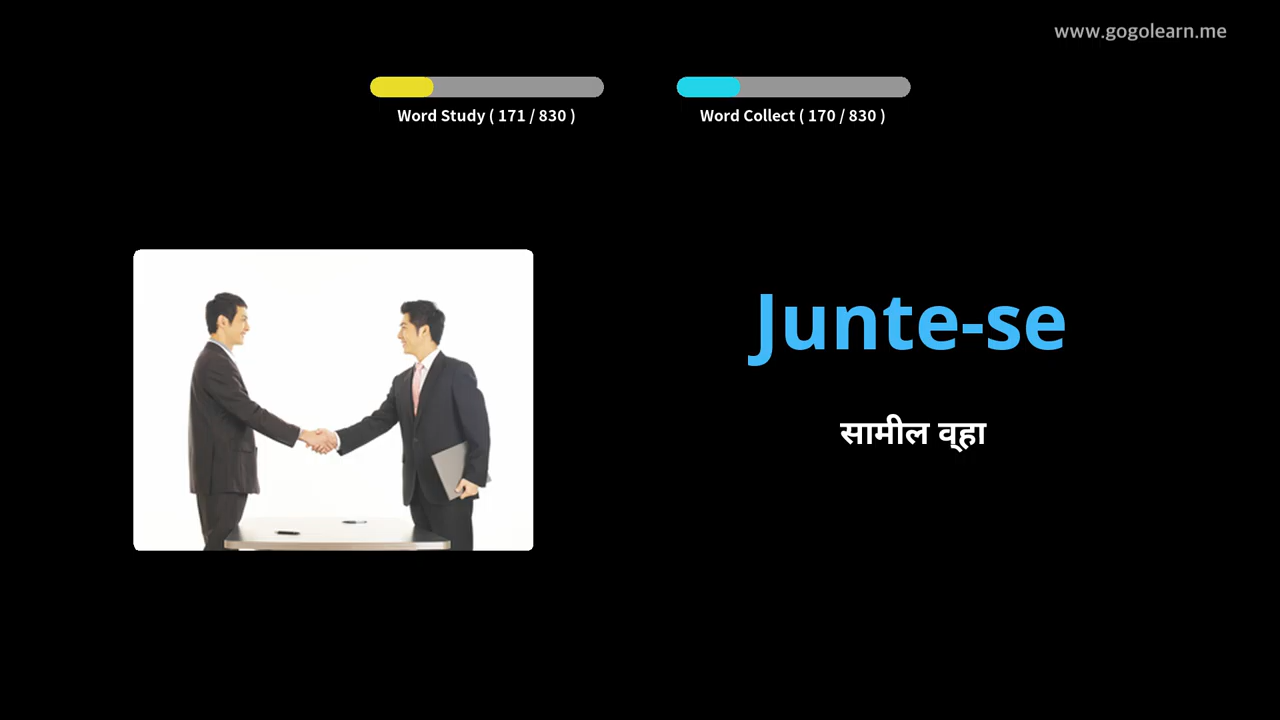 www.gogolearn.me
Word Study ( 171 / 830 )
Word Collect ( 170 / 830 )
Junte-se
सामील व्हा